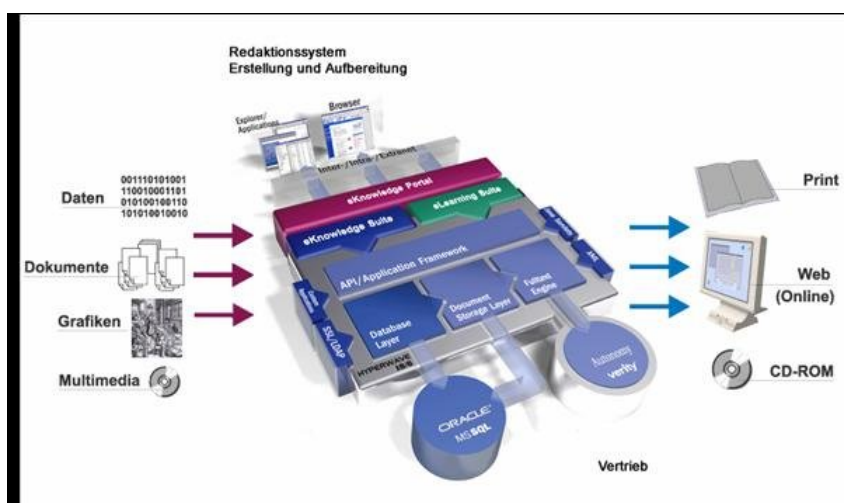 Redaktionssystem
Erstellung und Aufbereitung
Explorer/
Applications
Browser
Inter-/Intra-/Extranet
eKnowledge Portal
eKnowledge Suite
eLearning Suite
API/Application Framework
Database
Layer
Document
Storage Layer
Fulltext
Engine
SSL/LDAP
XML
HYPERWAVE
IS/6
ORACLE
MS SQL
Autonomy
verity
Daten
001110101001
110010001101
010100100110
101010010010
Dokumente
Grafiken
Multimedia
Print
Web
(Online)
CD-ROM
Vertrieb